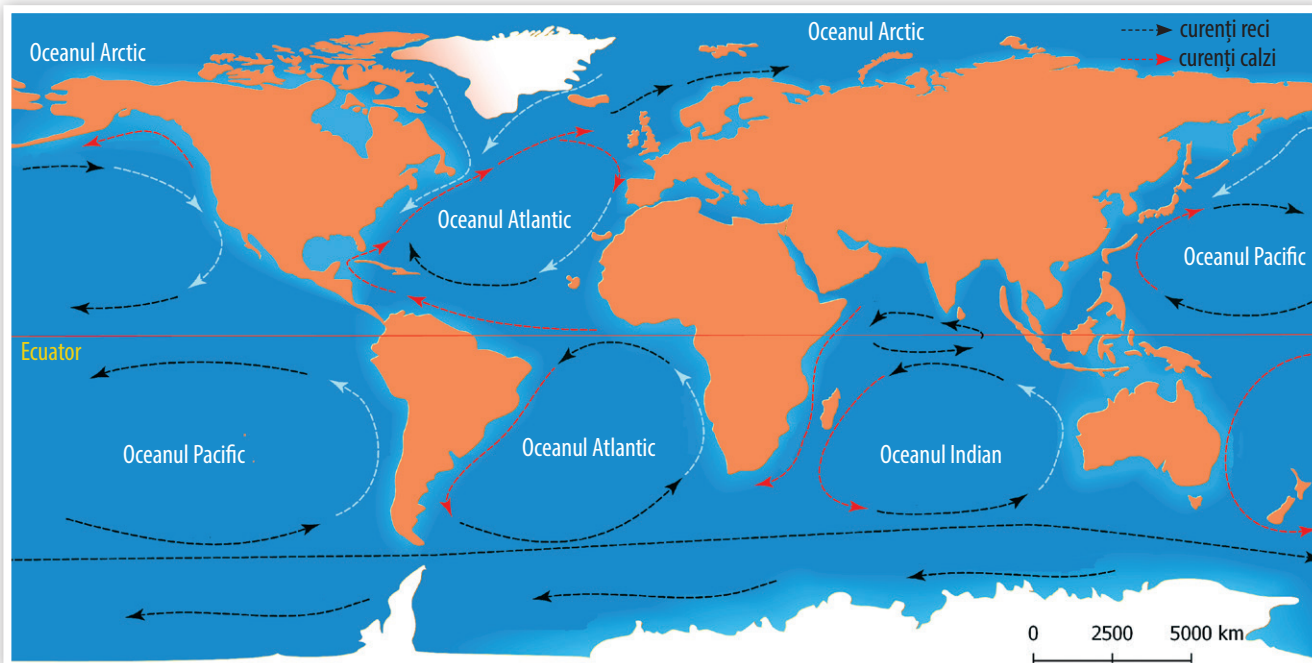 Oceanul Arctic
Oceanul Arctic
curenți reci
curenți calzi
Oceanul Atlantic
Oceanul Pacific
Ecuator
Oceanul Pacific
Oceanul Atlantic
Oceanul Indian
0 2500 5000 km